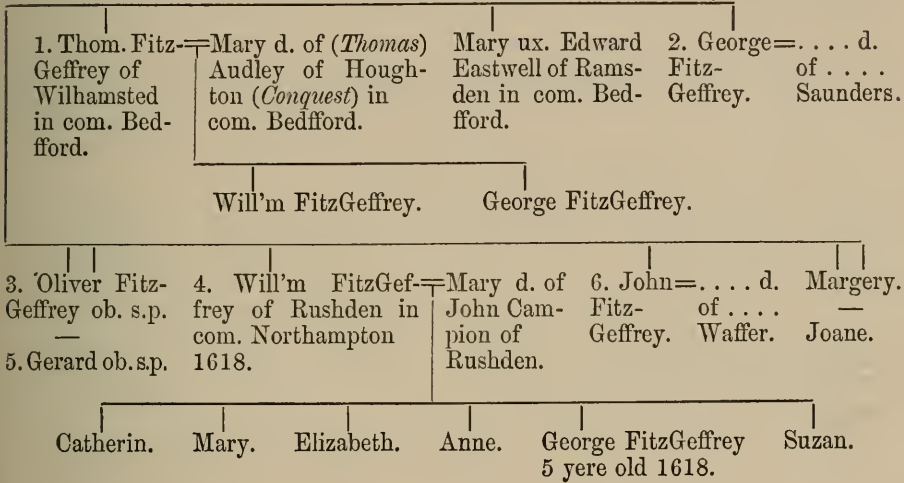 1. Thom. Fitz-
Geffrey of
Wilhamsted
in com. Bed-
fford.
Mary d. of (Thomas)
Audley of Hough-
ton (Conquest) in
com. Bedfford.
Mary ux. Edward
Eastwell of Rams-
den in com. Bed-
fford.
2. George=. . . . d.
Fitz- of . . . .
Geffrey. Saunders.
Will'm FitzGeffrey.
George FitzGeffrey.
3. Oliver Fitz-
Geffrey ob. s.p.
—
5. Gerard ob. s.p.
4. Will'm FitzGef-
frey of Rushden in
com. Northampton
1618.
Mary d. of
John Cam-
pion of
Rushden.
6. John=. . . . d.
Fitz- of . . . .
Geffrey. Waffer.
Margery.
—
Joane.
Catherin.
Mary.
Elizabeth.
Anne.
George FitzGeffrey
5 yere old 1618.
Suzan.